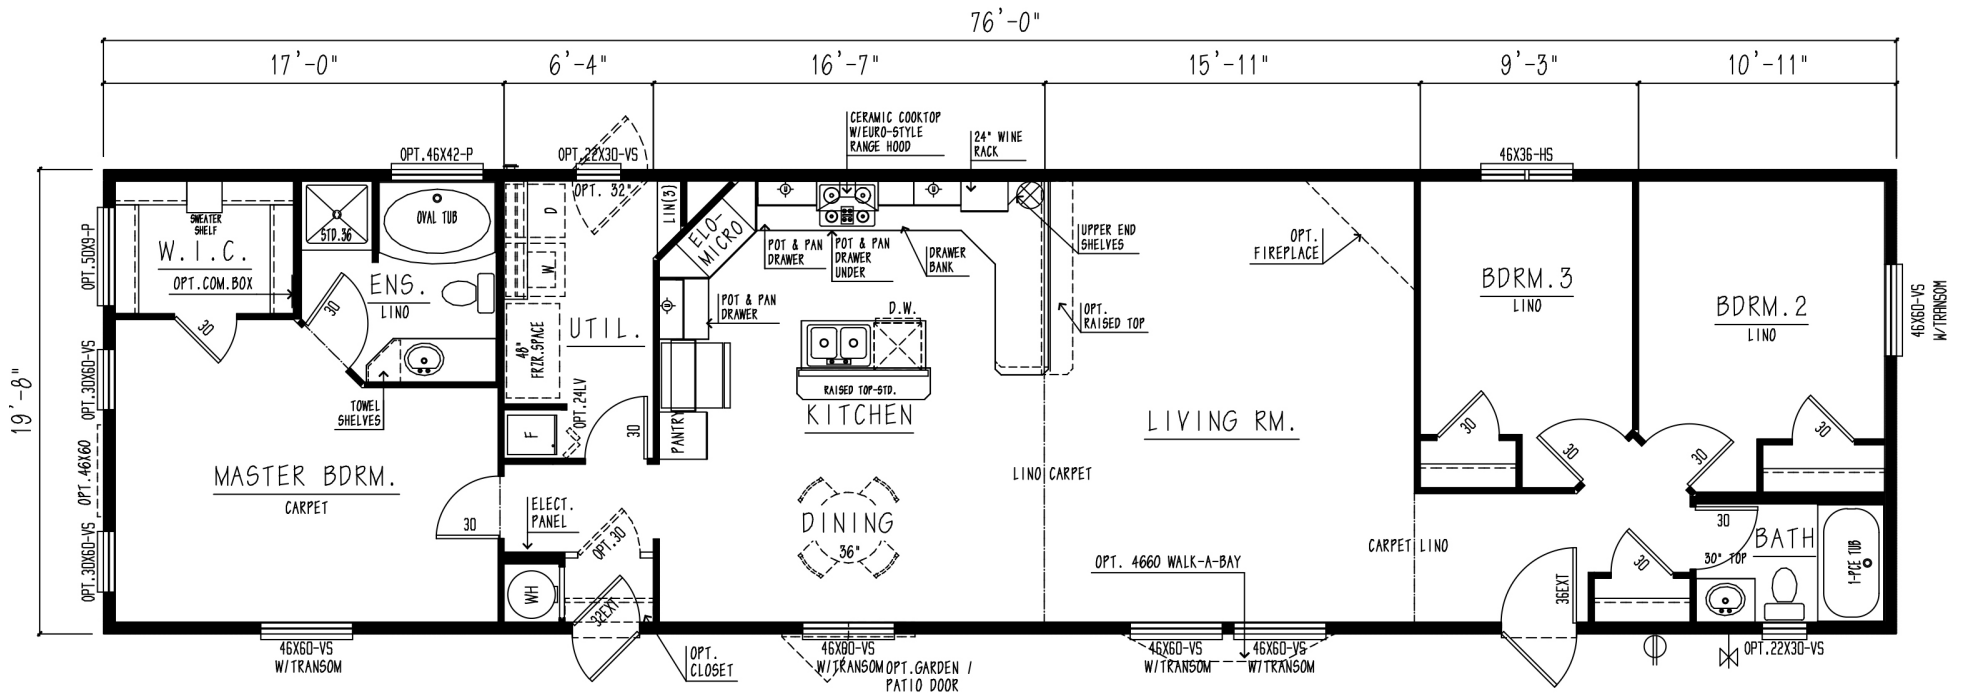 76'-0"
17'-0"
6'-4"
16'-7"
15'-11"
9'-3"
10'-11"
19'-8"
OPT.46X42-P
OPT.22X30-VS
CERAMIC COOKTOP
W/EURO-STYLE
RANGE HOOD
24" WINE
RACK
46X36-HS
OPT.50X9-P
SWEATER
SHELF
W.I.C.
OPT.COM.BOX
30
STD.36
OVAL TUB
ENS.
LINO
30
TOWEL
SHELVES
OPT. 32"
D
W
48"
FRZR.SPACE
UTIL.
LIN(3)
OPT.24LV
F
30
ELO-
MICRO
POT & PAN
DRAWER
POT & PAN
DRAWER
UNDER
DRAWER
BANK
UPPER END
SHELVES
POT & PAN
DRAWER
D.W.
OPT.
RAISED TOP
RAISED TOP-STD.
KITCHEN
PANTRY
OPT.
FIREPLACE
LIVING RM.
BDRM.3
LINO
BDRM.2
LINO
46X60-VS
W/TRANSOM
30
30
30
30
OPT.30X60-VS
OPT.46X60
OPT.30X60-VS
MASTER BDRM.
CARPET
30
ELECT.
PANEL
OPT.30
WH
32EXT
DINING
36"
LINO
CARPET
CARPET
LINO
OPT. 4660 WALK-A-BAY
36EXT
30
30
BATH
30" TOP
1-PCE TUB
46X60-VS
W/TRANSOM
OPT.
CLOSET
46X60-VS
W/TRANSOM
OPT.GARDEN /
PATIO DOOR
46X60-VS
W/TRANSOM
46X60-VS
W/TRANSOM
OPT.22X30-VS